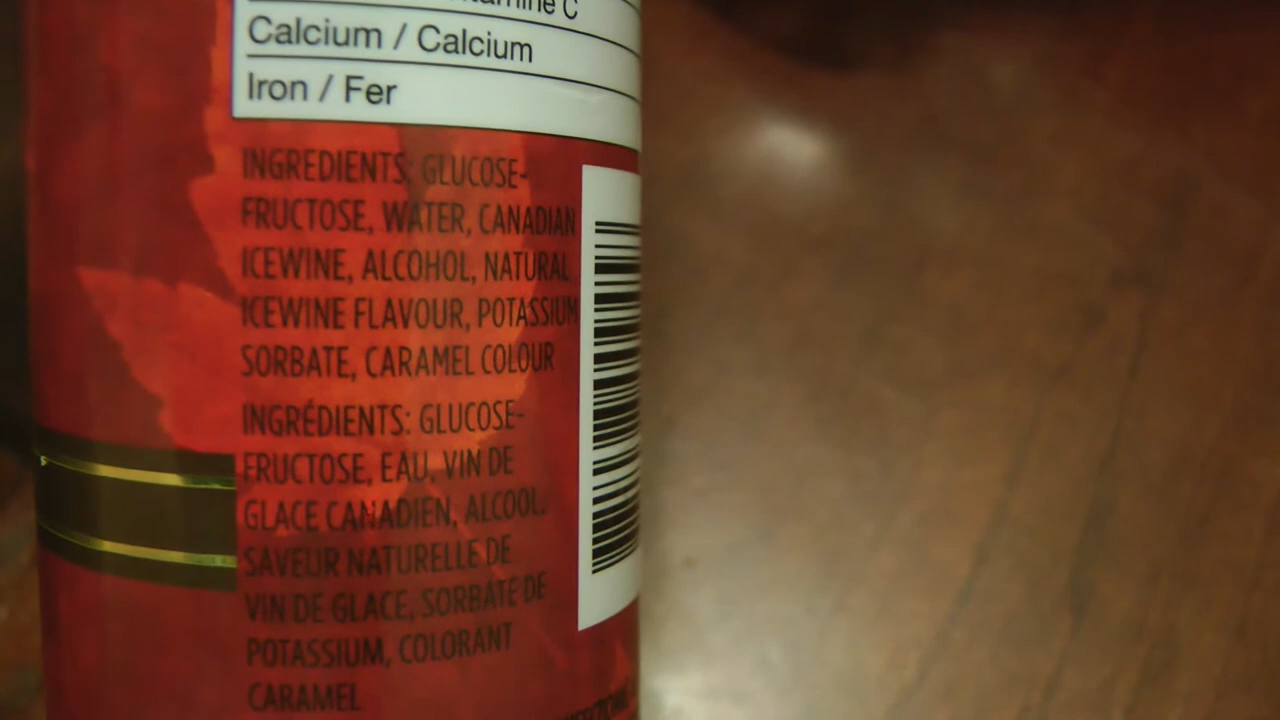 C
Calcium / Calcium
Iron / Fer
INGREDIENTS: GLUCOSE-
FRUCTOSE, WATER, CANADIAN
ICEWINE, ALCOHOL, NATURAL
ICEWINE FLAVOUR, POTASSIUM
SORBATE, CARAMEL COLOUR
INGRÉDIENTS: GLUCOSE-
FRUCTOSE, EAU, VIN DE
GLACE CANADIEN, ALCOOL,
SAVEUR NATURELLE DE
VIN DE GLACE, SORBATE DE
POTASSIUM, COLORANT
CARAMEL